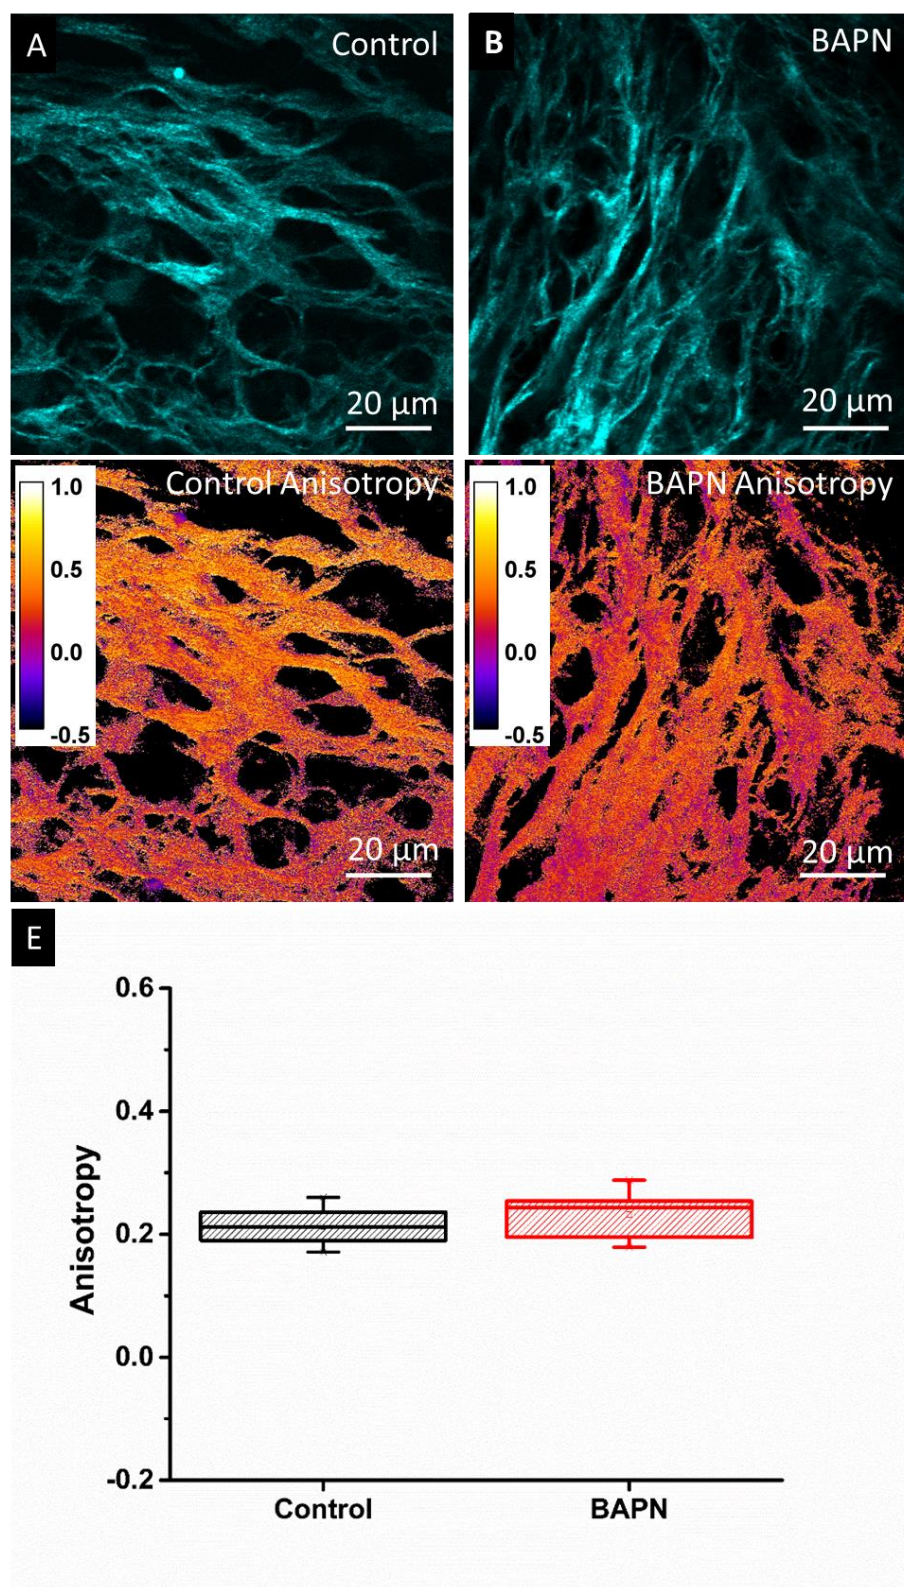 A
Control
B
BAPN
20 μm
20 μm
Control Anisotropy
1.0
0.5
0.0
-0.5
BAPN Anisotropy
1.0
0.5
0.0
-0.5
20 μm
20 μm
E
0.6
0.4
0.2
0.0
-0.2
Anisotropy
Control
BAPN